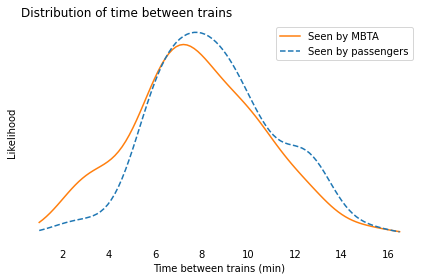 Distribution of time between trains
Seen by MBTA
Seen by passengers
Likelihood
2 4 6 8 10 12 14 16
Time between trains (min)